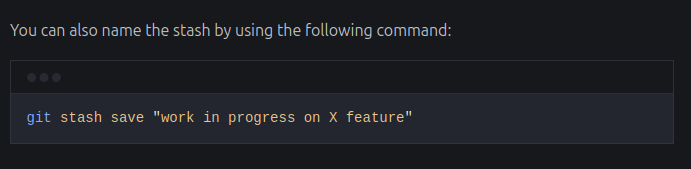 You can also name the stash by using the following command:
git stash save "work in progress on X feature"